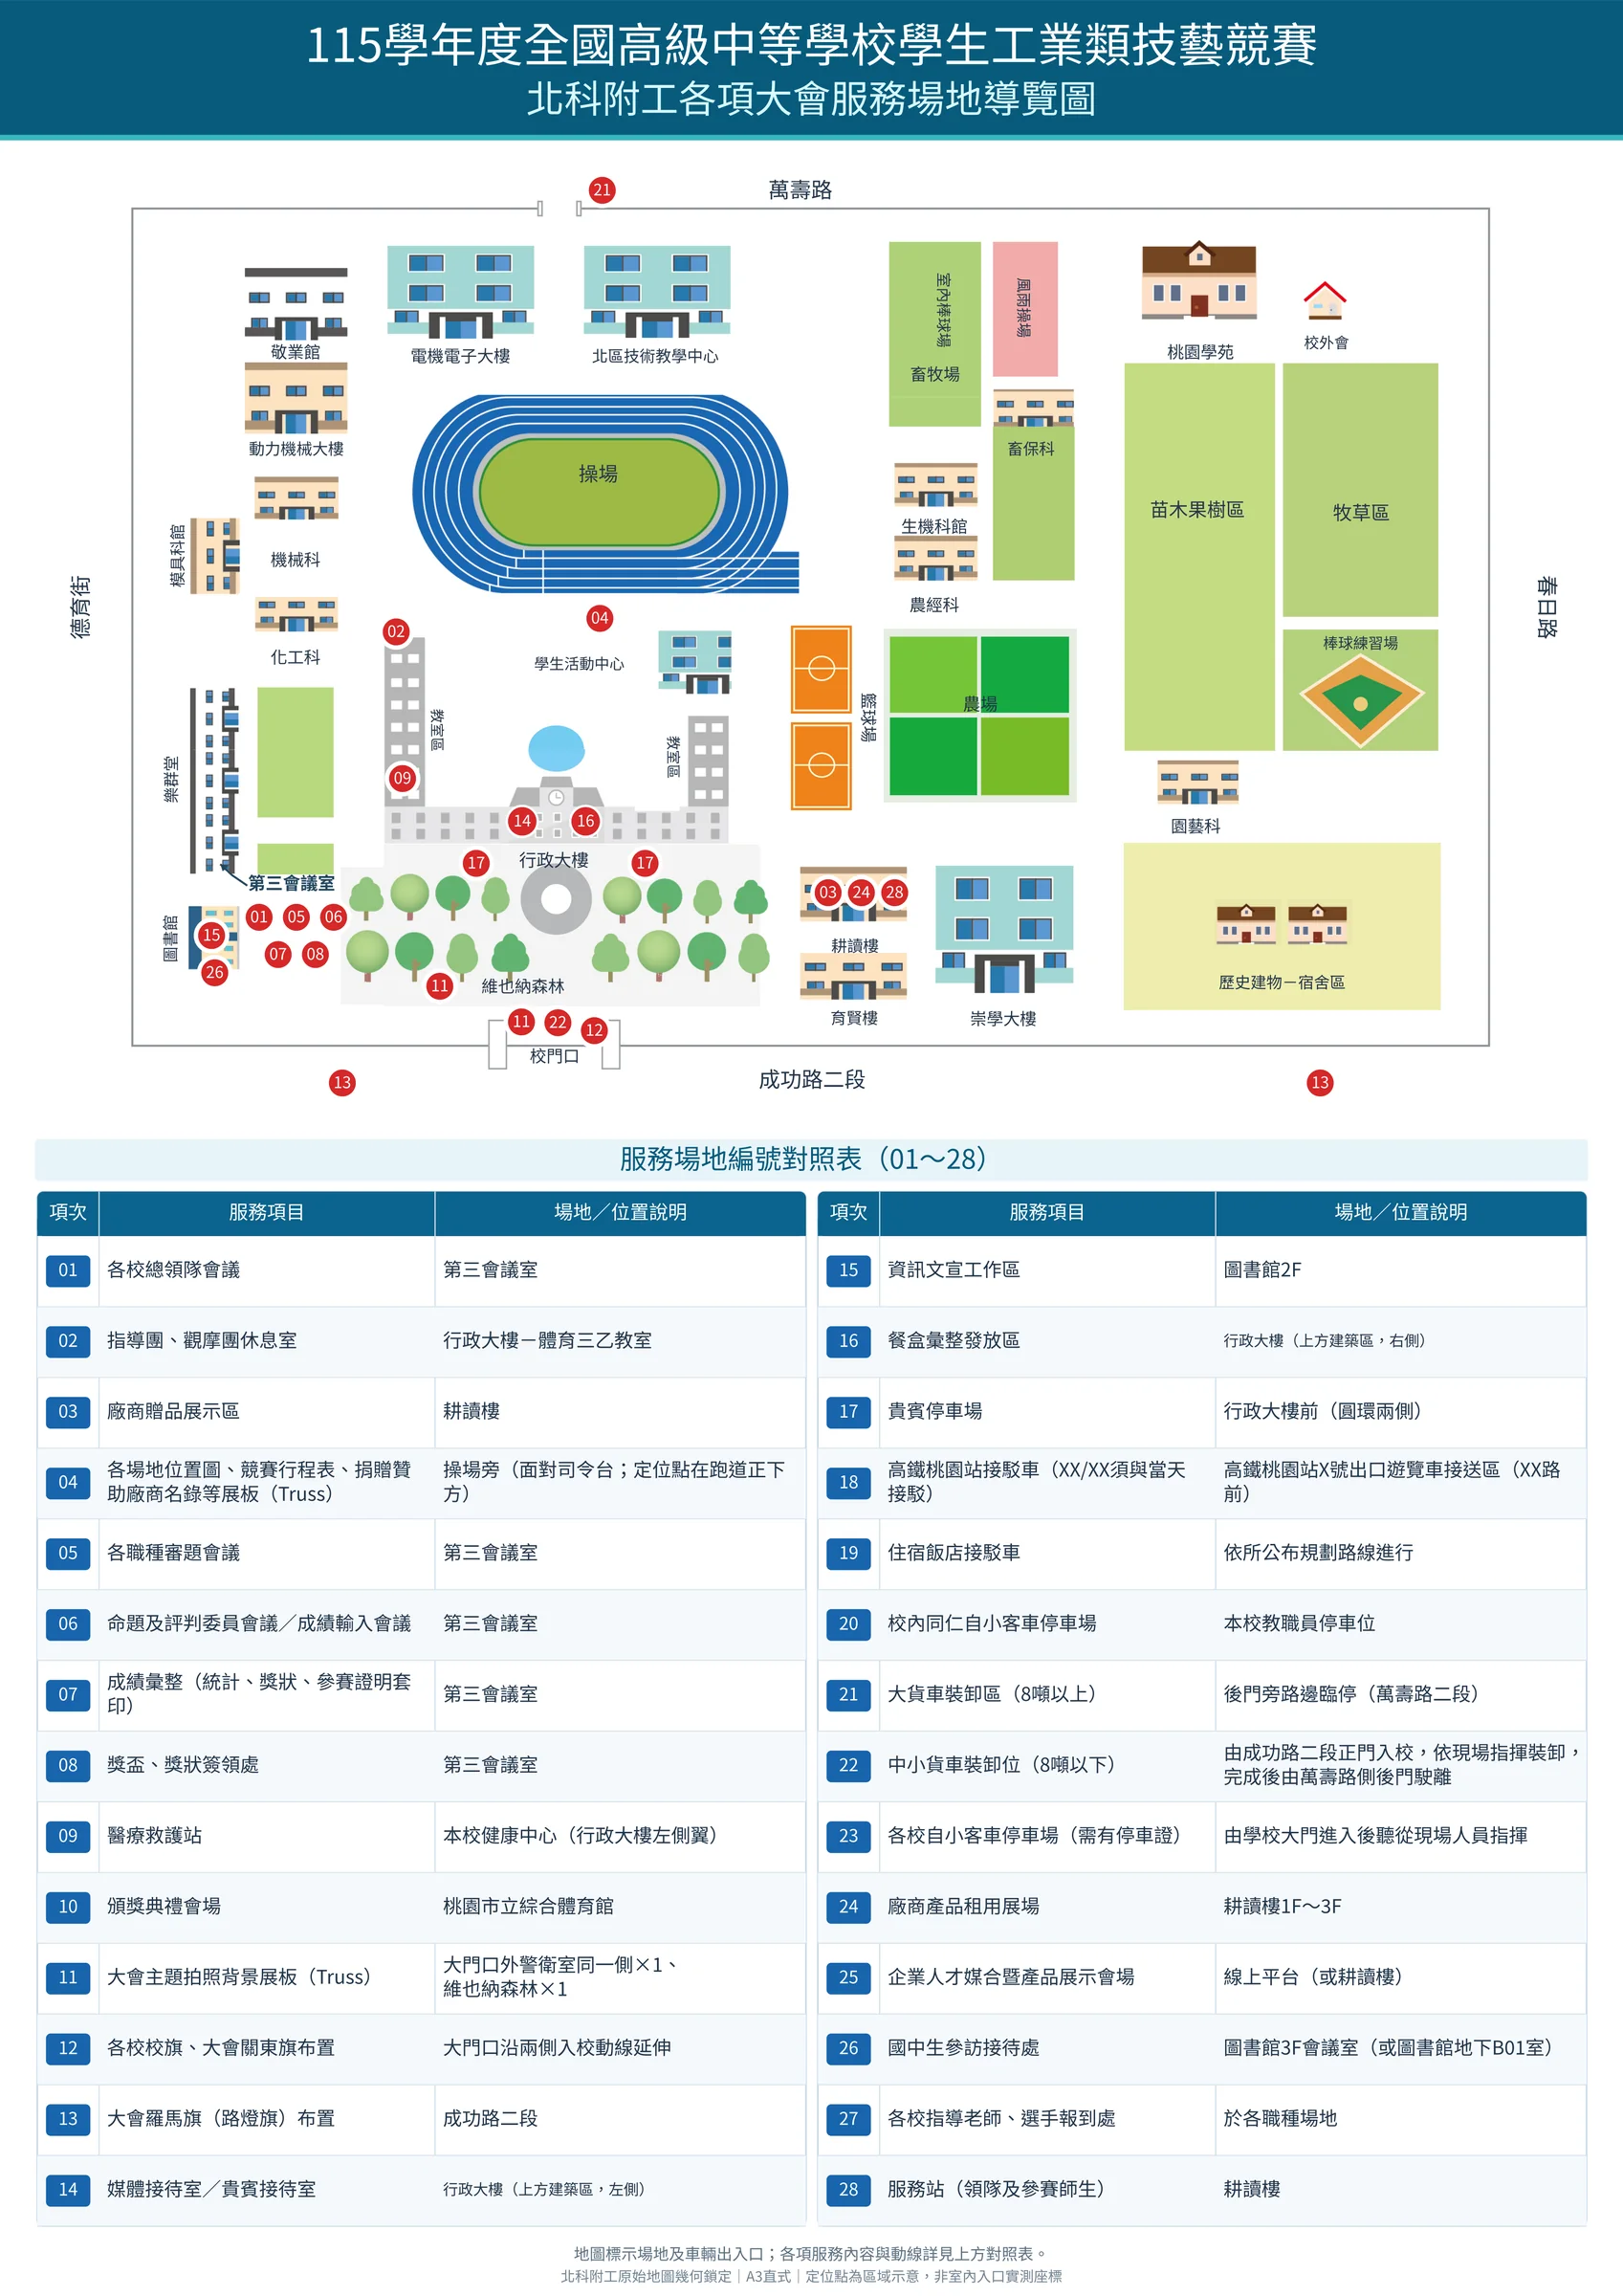 115學年度全國高級中等學校學生工業類技藝競賽
北科附工各項大會服務場地導覽圖
21
萬壽路
敬業館
電機電子大樓
北區技術教學中心
室內棒球場
畜牧場
風雨操場
桃園學苑
校外會
動力機械大樓
操場
畜保科
模具科館
機械科
生機科館
苗木果樹區
牧草區
德育街
春日路
化工科
農經科
02
04
學生活動中心
棒球練習場
教室區
教室區
籃球場
農場
樂群堂
09
14
16
園藝科
行政大樓
17
17
第三會議室
圖書館
01
05
06
15
07
08
26
03
24
28
耕讀樓
11
維也納森林
歷史建物－宿舍區
育賢樓
崇學大樓
11
22
12
校門口
13
成功路二段
13
服務場地編號對照表（01～28）
項次 服務項目 場地／位置說明
01 各校總領隊會議 第三會議室
02 指導團、觀摩團休息室 行政大樓－體育三乙教室
03 廠商贈品展示區 耕讀樓
04 各場地位置圖、競賽行程表、捐贈贊
助廠商名錄等展板（Truss） 操場旁（面對司令台；定位點在跑道正下
方）
05 各職種審題會議 第三會議室
06 命題及評判委員會議／成績輸入會議 第三會議室
07 成績彙整（統計、獎狀、參賽證明套
印） 第三會議室
08 獎盃、獎狀簽領處 第三會議室
09 醫療救護站 本校健康中心（行政大樓左側翼）
10 頒獎典禮會場 桃園市立綜合體育館
11 大會主題拍照背景展板（Truss） 大門口外警衛室同一側×1、
維也納森林×1
12 各校校旗、大會關東旗布置 大門口沿兩側入校動線延伸
13 大會羅馬旗（路燈旗）布置 成功路二段
14 媒體接待室／貴賓接待室 行政大樓（上方建築區，左側）
項次 服務項目 場地／位置說明
15 資訊文宣工作區 圖書館2F
16 餐盒彙整發放區 行政大樓（上方建築區，右側）
17 貴賓停車場 行政大樓前（圓環兩側）
18 高鐵桃園站接駁車（XX/XX須與當天
接駁） 高鐵桃園站X號出口遊覽車接送區（XX路
前）
19 住宿飯店接駁車 依所公布規劃路線進行
20 校內同仁自小客車停車場 本校教職員停車位
21 大貨車裝卸區（8噸以上） 後門旁路邊臨停（萬壽路二段）
22 中小貨車裝卸位（8噸以下） 由成功路二段正門入校，依現場指揮裝卸，
完成後由萬壽路側後門駛離
23 各校自小客車停車場（需有停車證） 由學校大門進入後聽從現場人員指揮
24 廠商產品租用展場 耕讀樓1F～3F
25 企業人才媒合暨產品展示會場 線上平台（或耕讀樓）
26 國中生參訪接待處 圖書館3F會議室（或圖書館地下B01室）
27 各校指導老師、選手報到處 於各職種場地
28 服務站（領隊及參賽師生） 耕讀樓
地圖標示場地及車輛出入口；各項服務內容與動線詳見上方對照表。
北科附工原始地圖幾何鎖定｜A3直式｜定位點為區域示意，非室內入口實測座標